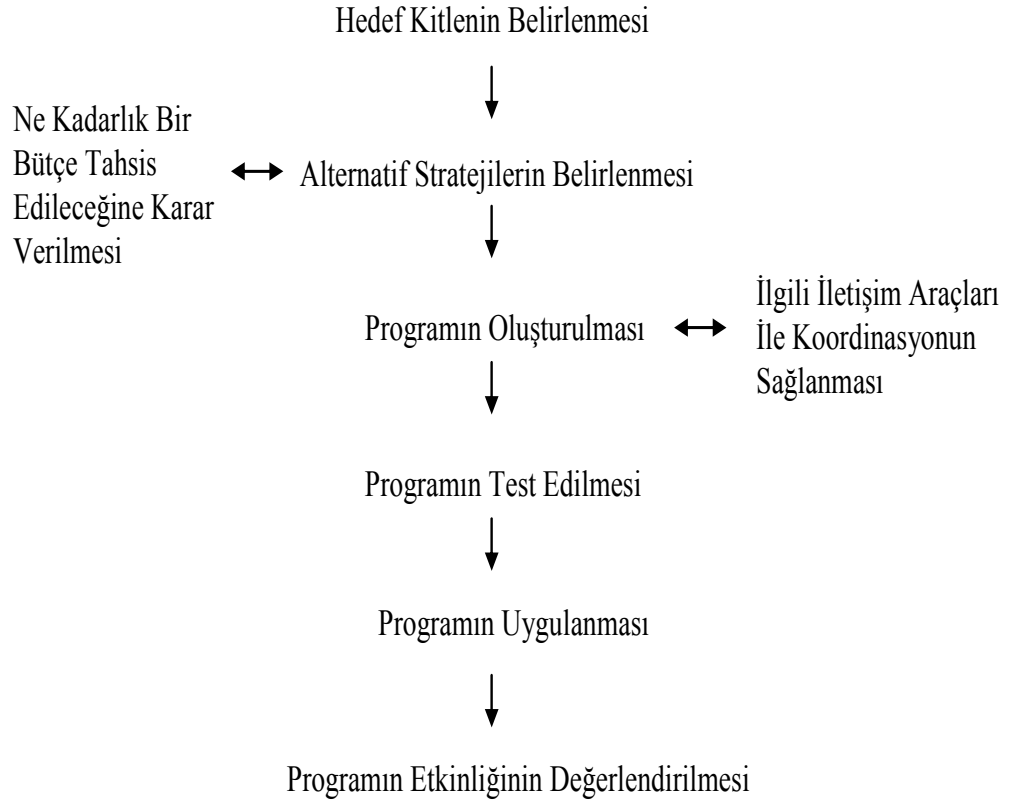 Hedef Kitlenin Belirlenmesi
Ne Kadarlık Bir
Bütçe Tahsis
Edileceğine Karar
Verilmesi
Alternatif Stratejilerin Belirlenmesi
Programın Oluşturulması
İlgili İletişim Araçları
İle Koordinasyonun
Sağlanması
Programın Test Edilmesi
Programın Uygulanması
Programın Etkinliğinin Değerlendirilmesi